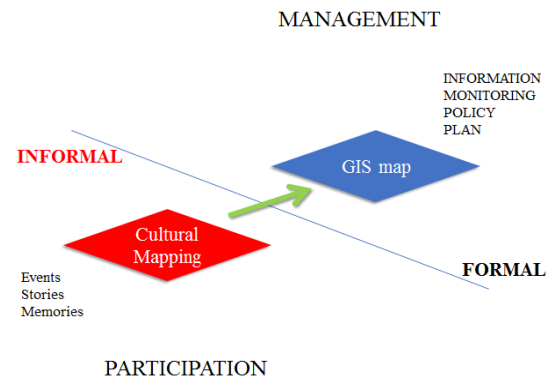 MANAGEMENT
INFORMATION
MONITORING
POLICY
PLAN
INFORMAL
GIS map
Cultural
Mapping
FORMAL
Events
Stories
Memories
PARTICIPATION